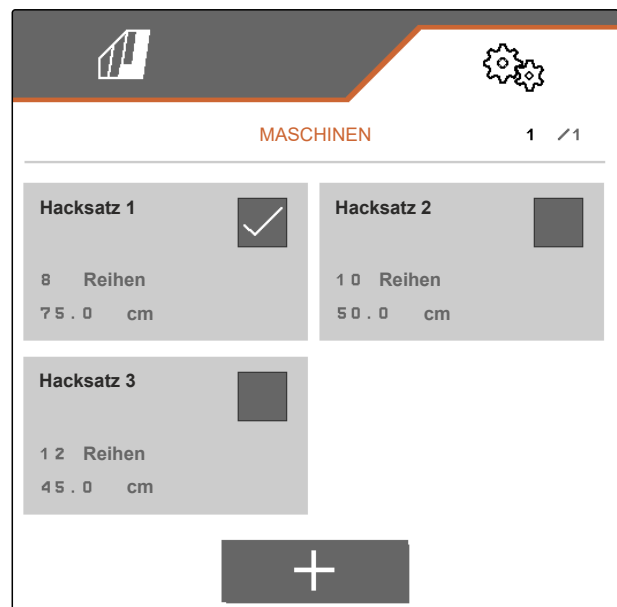 MASCHINEN 1 /1
Hacksatz 1
8 Reihen
75.0 cm
Hacksatz 2
10 Reihen
50.0 cm
Hacksatz 3
12 Reihen
45.0 cm